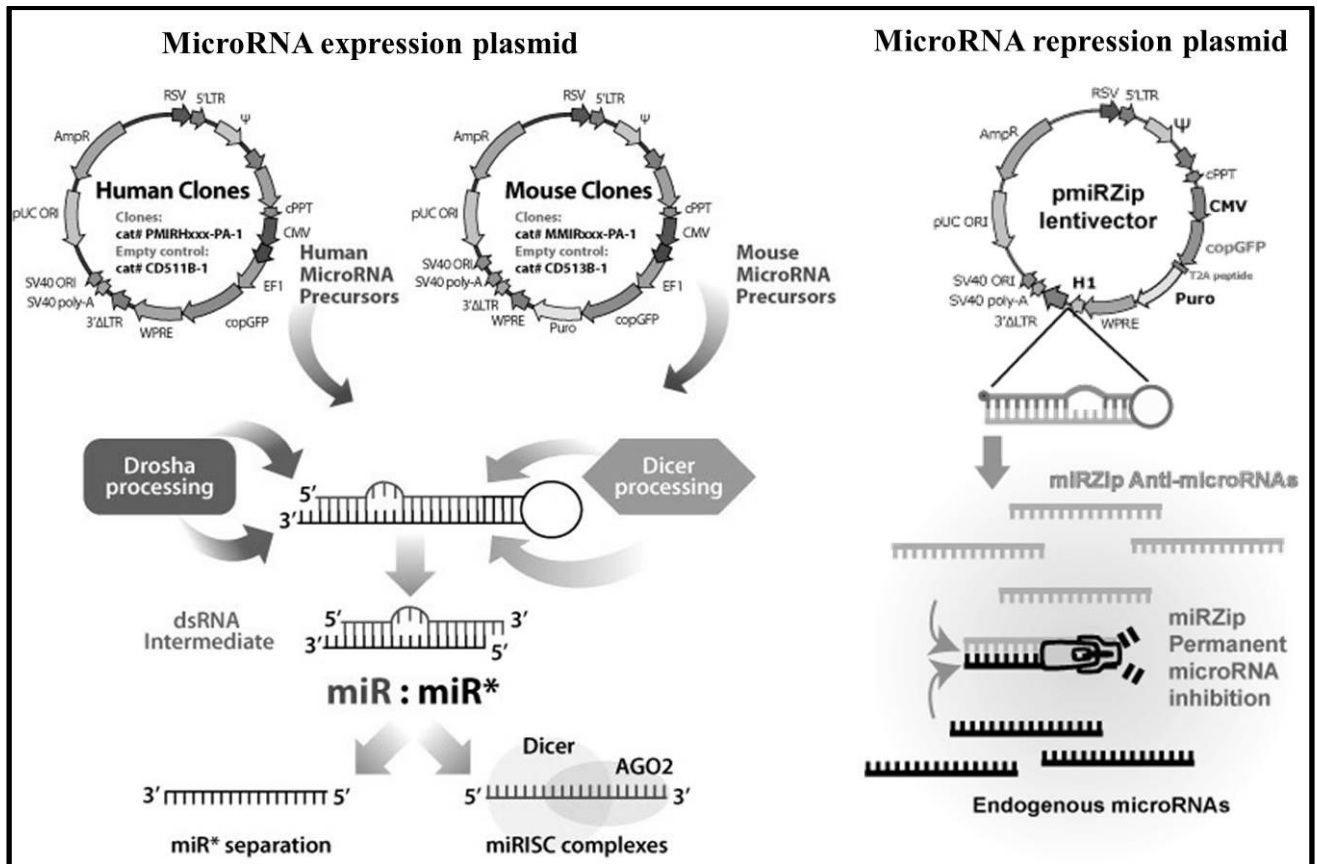 MicroRNA expression plasmid
RSV
5'LTR
Ψ
AmpR
Human Clones
Clones:
cat# PMIRHxxx-PA-1
Empty control:
cat# CD511B-1
pUC ORI
cPPT
CMV
SV40 ORI
SV40 poly-A
3'ΔLTR
WPRE
copGFP
EF1
Human
MicroRNA
Precursors
RSV
5'LTR
Ψ
AmpR
Mouse Clones
Clones:
cat# MMIRxxx-PA-1
Empty control:
cat# CD513B-1
pUC ORI
cPPT
CMV
SV40 ORI
SV40 poly-A
3'ΔLTR
WPRE
Puro
copGFP
EF1
Mouse
MicroRNA
Precursors
Drosha
processing
5'
3'
Dicer
processing
dsRNA
Intermediate
5'
3'
3'
5'
miR : miR*
3'
5'
miR* separation
Dicer
AGO2
5'
3'
miRISC complexes
MicroRNA repression plasmid
RSV
5'LTR
Ψ
AmpR
pmiRZip
lentivector
cPPT
CMV
pUC ORI
copGFP
T2A peptide
SV40 ORI
SV40 poly-A
H1
Puro
3'ΔLTR
WPRE
miRZip Anti-microRNAs
miRZip
Permanent
microRNA
inhibition
Endogenous microRNAs